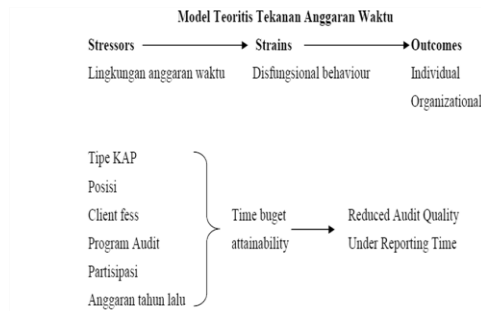 Model Teoritis Tekanan Anggaran Waktu
Stressors Strains Outcomes
Lingkungan anggaran waktu Disfungsional behaviour Individual
Organizational
Tipe KAP
Posisi
Client fess Time buget Reduced Audit Quality
Program Audit attainability Under Reporting Time
Partisipasi
Anggaran tahun lalu